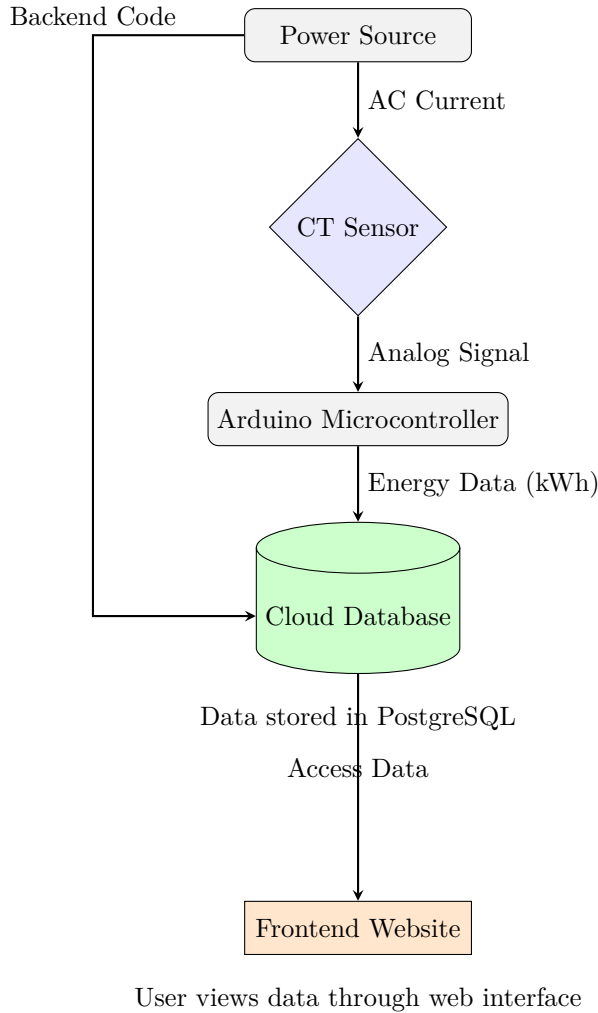 Backend Code
Power Source
AC Current
CT Sensor
Analog Signal
Arduino Microcontroller
Energy Data (kWh)
Cloud Database
Data stored in PostgreSQL
Access Data
Frontend Website
User views data through web interface